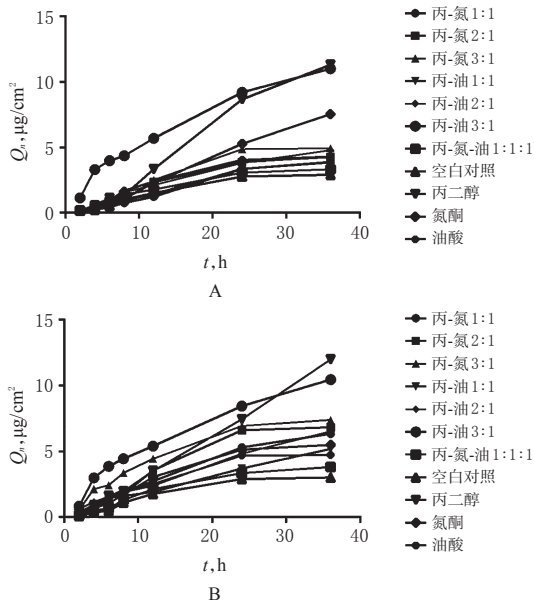 15
10
5
0
Qn,μg/cm²
0
10
20
30
40
t,h
A
丙-氮1:1
丙-氮2:1
丙-氮3:1
丙-油1:1
丙-油2:1
丙-油3:1
丙-氮-油1:1:1
空白对照
丙二醇
氮酮
油酸
15
10
5
0
Qn,μg/cm²
0
10
20
30
40
t,h
B
丙-氮1:1
丙-氮2:1
丙-氮3:1
丙-油1:1
丙-油2:1
丙-油3:1
丙-氮-油1:1:1
空白对照
丙二醇
氮酮
油酸